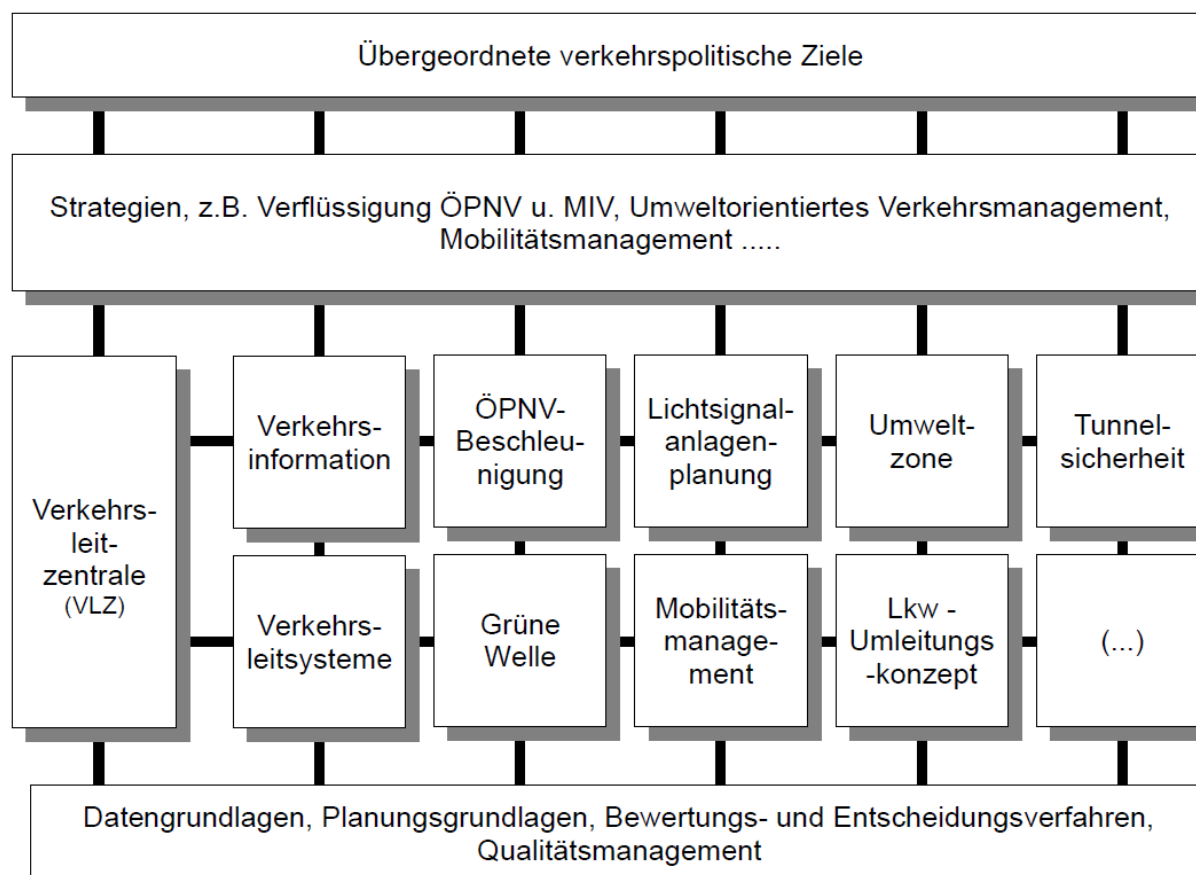 Übergeordnete verkehrspolitische Ziele
Strategien, z.B. Verflüssigung ÖPNV u. MIV, Umweltorientiertes Verkehrsmanagement,
Mobilitätsmanagement .....
Verkehrs-
leit-
zentrale
(VLZ)
Verkehrs-
information
ÖPNV-
Beschleu-
nigung
Lichtsignal-
anlagen-
planung
Umwelt-
zone
Tunnel-
sicherheit
Verkehrs-
leitsysteme
Grüne
Welle
Mobilitäts-
manage-
ment
Lkw -
Umleitungs
-konzept
(...)
Datengrundlagen, Planungsgrundlagen, Bewertungs- und Entscheidungsverfahren,
Qualitätsmanagement